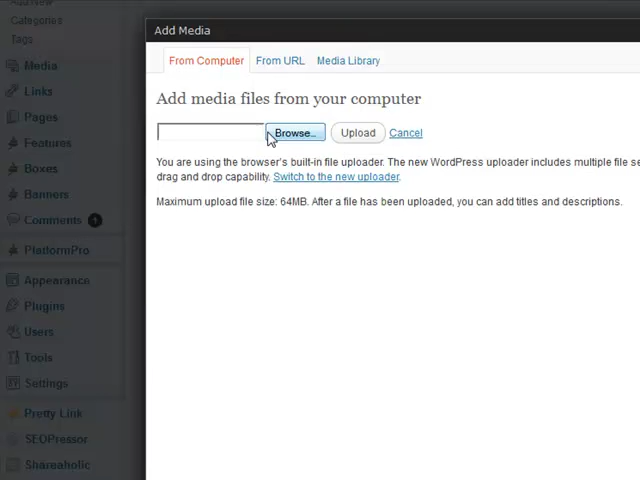 Add New
Categories
Tags
Media
Links
Pages
Features
Boxes
Banners
Comments
PlatformPro
Appearance
Plugins
Users
Tools
Settings
Pretty Link
SEOPressor
Shareaholic
Add Media
From Computer From URL Media Library
Add media files from your computer
Browse... Upload Cancel
You are using the browser's built-in file uploader. The new WordPress uploader includes multiple file se
drag and drop capability. Switch to the new uploader.
Maximum upload file size: 64MB. After a file has been uploaded, you can add titles and descriptions.